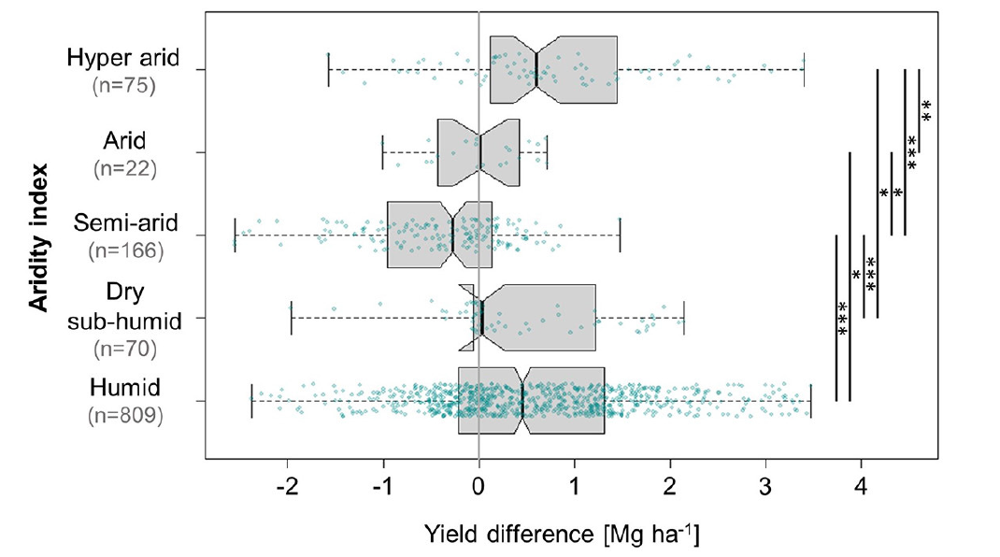 Aridity index
Hyper arid
(n=75)
Arid
(n=22)
Semi-arid
(n=166)
Dry
sub-humid
(n=70)
Humid
(n=809)
**
***
*
*
***
*
***
-2 -1 0 1 2 3 4
Yield difference [Mg ha⁻¹]